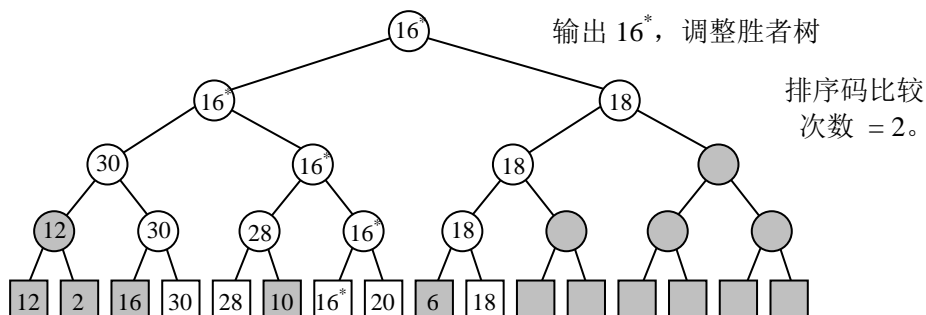 16* 输出 16*，调整胜者树
16* 18 排序码比较
次数 = 2。
30 16* 18
12 30 28 16* 18
12 2 16 30 28 10 16* 20 6 18